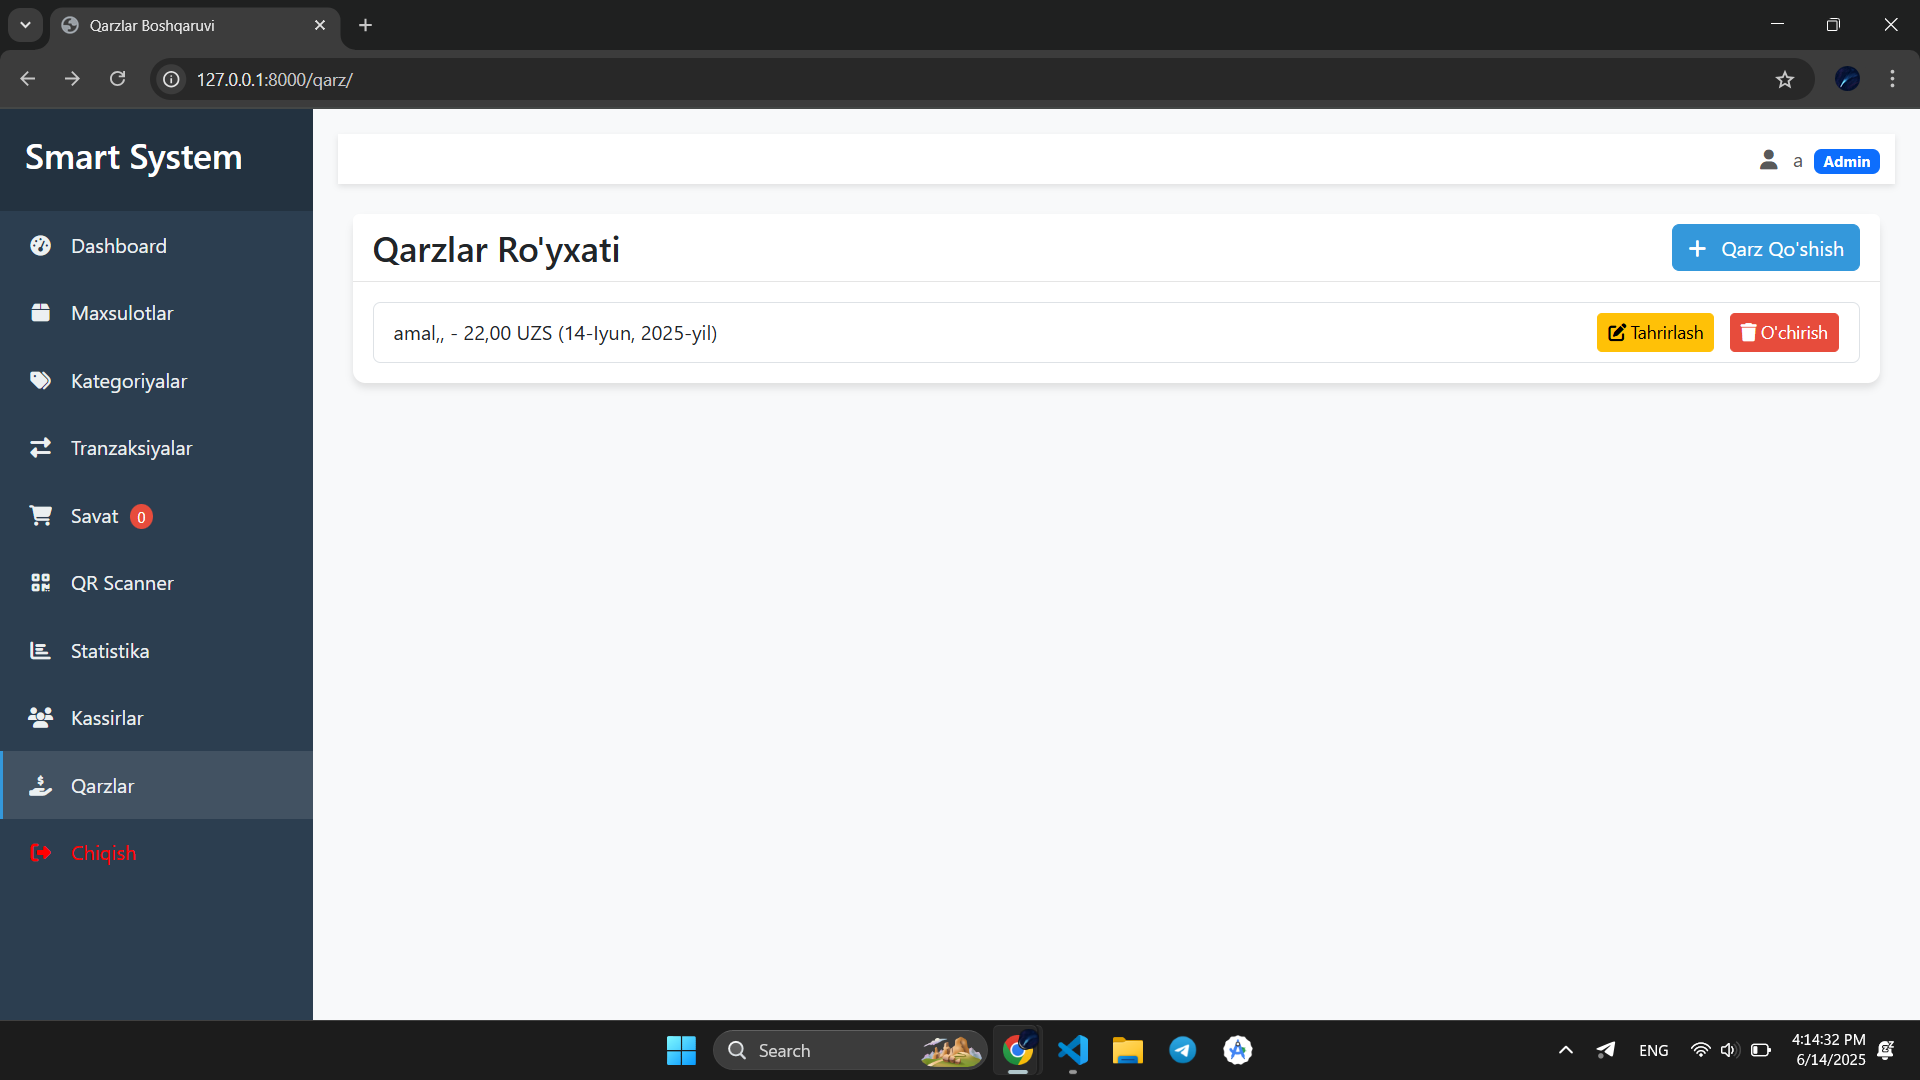 Qarzlar Boshqaruvi
127.0.0.1:8000/qarz/
Smart System
a Admin
Dashboard
Maxsulotlar
Kategoriyalar
Tranzaksiyalar
Savat 0
QR Scanner
Statistika
Kassirlar
Qarzlar
Chiqish
Qarzlar Ro'yxati
Qarz Qo'shish
amal,, - 22,00 UZS (14-Iyun, 2025-yil)
Tahrirlash
O'chirish
Search
ENG
4:14:32 PM
6/14/2025